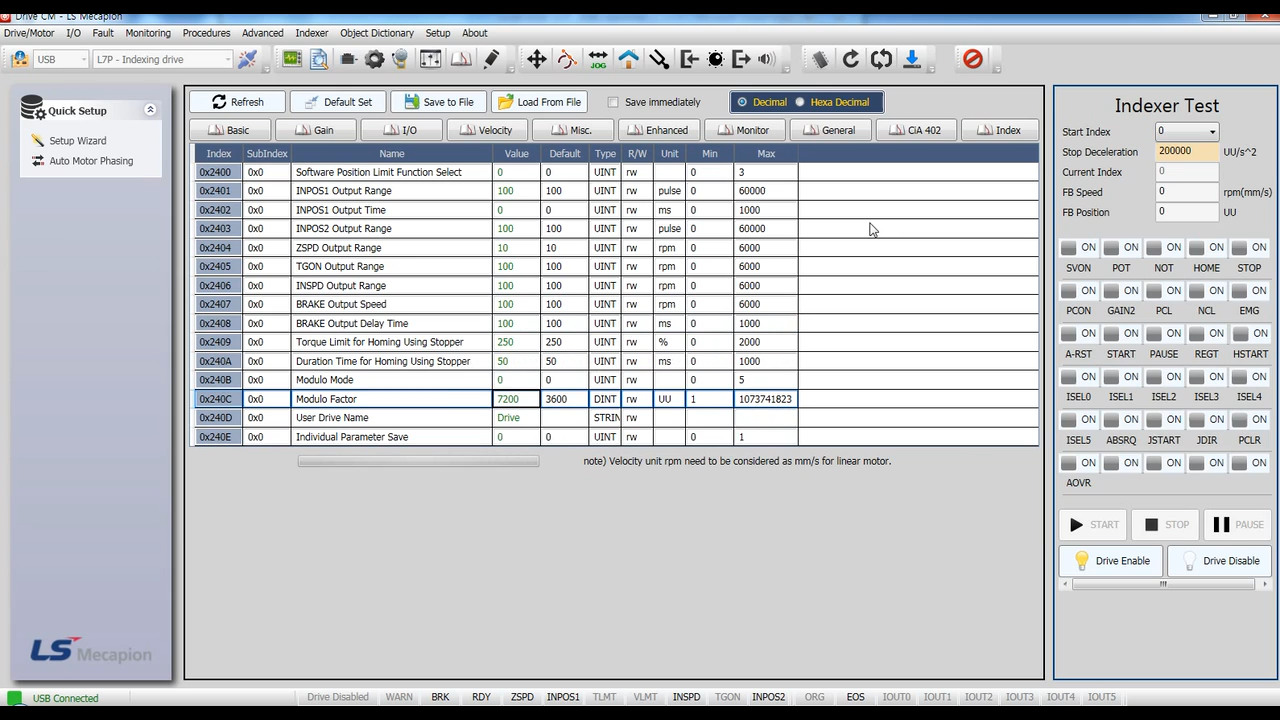 Drive CM - LS Mecapion
Drive/Motor I/O Fault Monitoring Procedures Advanced Indexer Object Dictionary Setup About
USB L7P - Indexing drive JOG
Quick Setup
Setup Wizard
Auto Motor Phasing
LS Mecapion
Refresh Default Set Save to File Load From File Save immediately Decimal Hexa Decimal
Basic Gain I/O Velocity Misc. Enhanced Monitor General CiA 402 Index
Index SubIndex Name Value Default Type R/W Unit Min Max
0x2400 0x0 Software Position Limit Function Select 0 0 UINT rw 0 3
0x2401 0x0 INPOS1 Output Range 100 100 UINT rw pulse 0 60000
0x2402 0x0 INPOS1 Output Time 0 0 UINT rw ms 0 1000
0x2403 0x0 INPOS2 Output Range 100 100 UINT rw pulse 0 60000
0x2404 0x0 ZSPD Output Range 10 10 UINT rw rpm 0 6000
0x2405 0x0 TGON Output Range 100 100 UINT rw rpm 0 6000
0x2406 0x0 INSPD Output Range 100 100 UINT rw rpm 0 6000
0x2407 0x0 BRAKE Output Speed 100 100 UINT rw rpm 0 6000
0x2408 0x0 BRAKE Output Delay Time 100 100 UINT rw ms 0 1000
0x2409 0x0 Torque Limit for Homing Using Stopper 250 250 UINT rw % 0 2000
0x240A 0x0 Duration Time for Homing Using Stopper 50 50 UINT rw ms 0 1000
0x240B 0x0 Modulo Mode 0 0 UINT rw 0 5
0x240C 0x0 Modulo Factor 7200 3600 DINT rw UU 1 1073741823
0x240D 0x0 User Drive Name Drive STRIN rw
0x240E 0x0 Individual Parameter Save 0 0 UINT rw 0 1
note) Velocity unit rpm need to be considered as mm/s for linear motor.
Indexer Test
Start Index 0
Stop Deceleration 200000 UU/s^2
Current Index 0
FB Speed 0 rpm(mm/s)
FB Position 0 UU
ON ON ON ON ON
SVON POT NOT HOME STOP
ON ON ON ON ON
PCON GAIN2 PCL NCL EMG
ON ON ON ON ON
A-RST START PAUSE REGT HSTART
ON ON ON ON ON
ISEL0 ISEL1 ISEL2 ISEL3 ISEL4
ON ON ON ON ON
ISEL5 ABSRQ JSTART JDIR PCLR
ON ON ON ON ON
AOVR
START STOP PAUSE
Drive Enable Drive Disable
USB Connected Drive Disabled WARN BRK RDY ZSPD INPOS1 TLMT VLMT INSPD TGON INPOS2 ORG EOS IOUT0 IOUT1 IOUT2 IOUT3 IOUT4 IOUT5